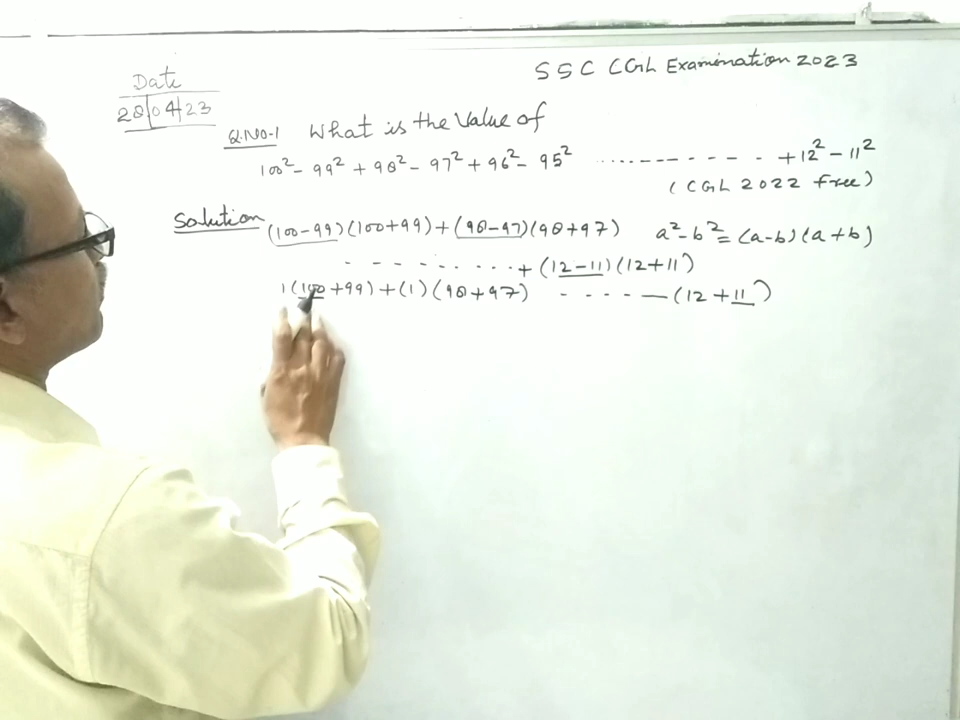 SSC CGL Examination 2023
Date
28/04/23
Q.NO-1 What is the Value of
100² - 99² + 98² - 97² + 96² - 95² ............ + 12² - 11²
(CGL 2022 Free)
Solution (100-99)(100+99)+(98-97)(98+97) a²-b²=(a-b)(a+b)
.......... + (12-11)(12+11)
1(100+99)+(1)(98+97) .....—(12+11)